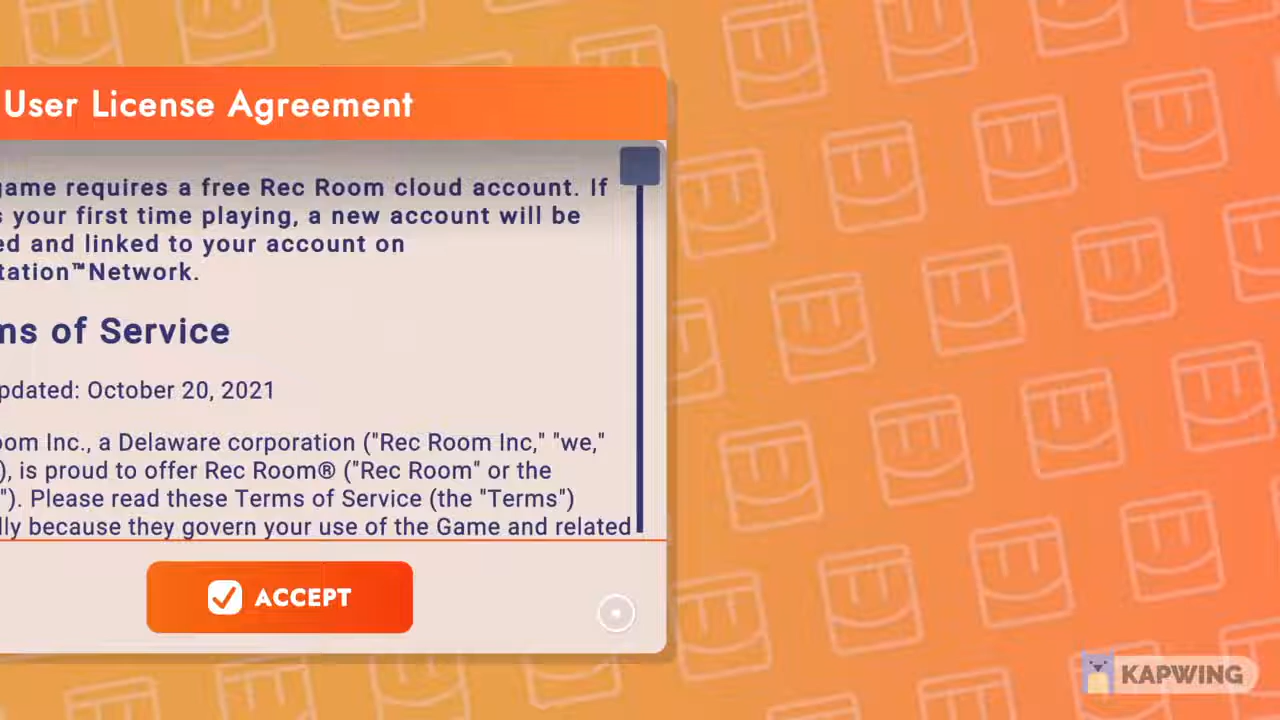 User License Agreement
game requires a free Rec Room cloud account. If
s your first time playing, a new account will be
ed and linked to your account on
tation™Network.
ms of Service
pdated: October 20, 2021
oom Inc., a Delaware corporation ("Rec Room Inc," "we,"
), is proud to offer Rec Room® ("Rec Room" or the
"). Please read these Terms of Service (the "Terms")
lly because they govern your use of the Game and related
ACCEPT
KAPWING